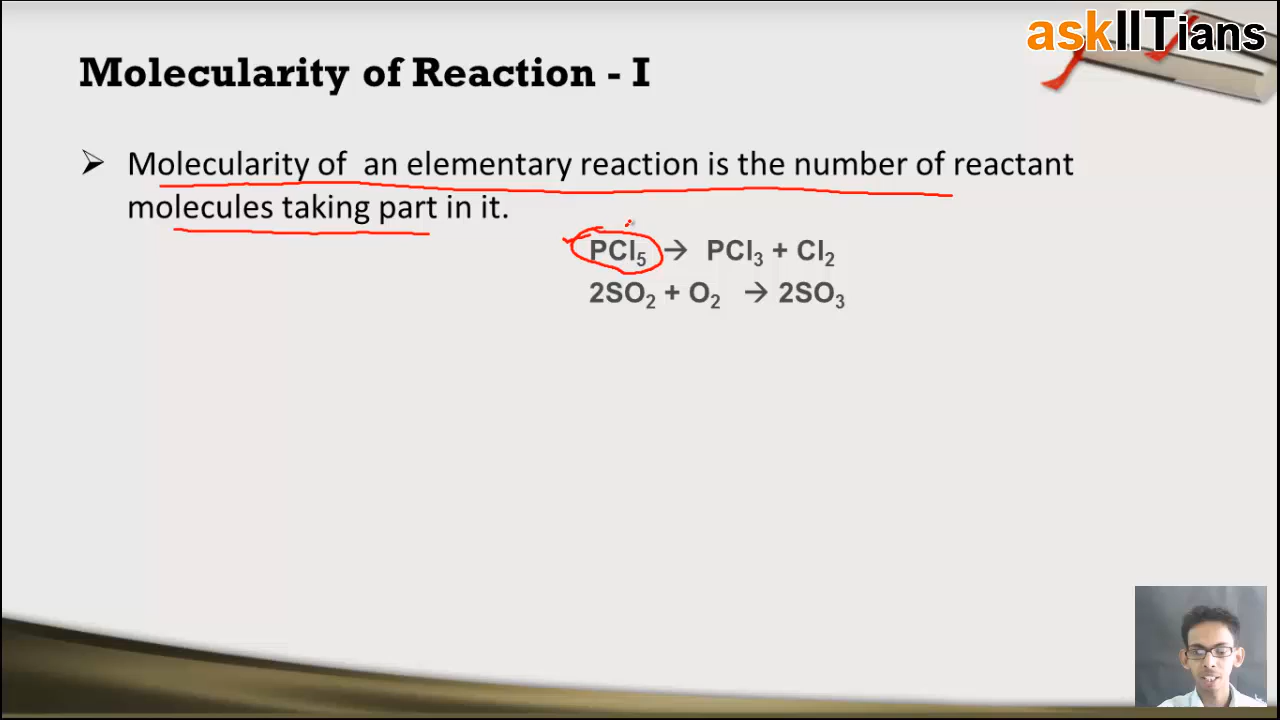 askIITians
Molecularity of Reaction - I
➢ Molecularity of an elementary reaction is the number of reactant
molecules taking part in it.
PCl₅ → PCl₃ + Cl₂
2SO₂ + O₂ → 2SO₃